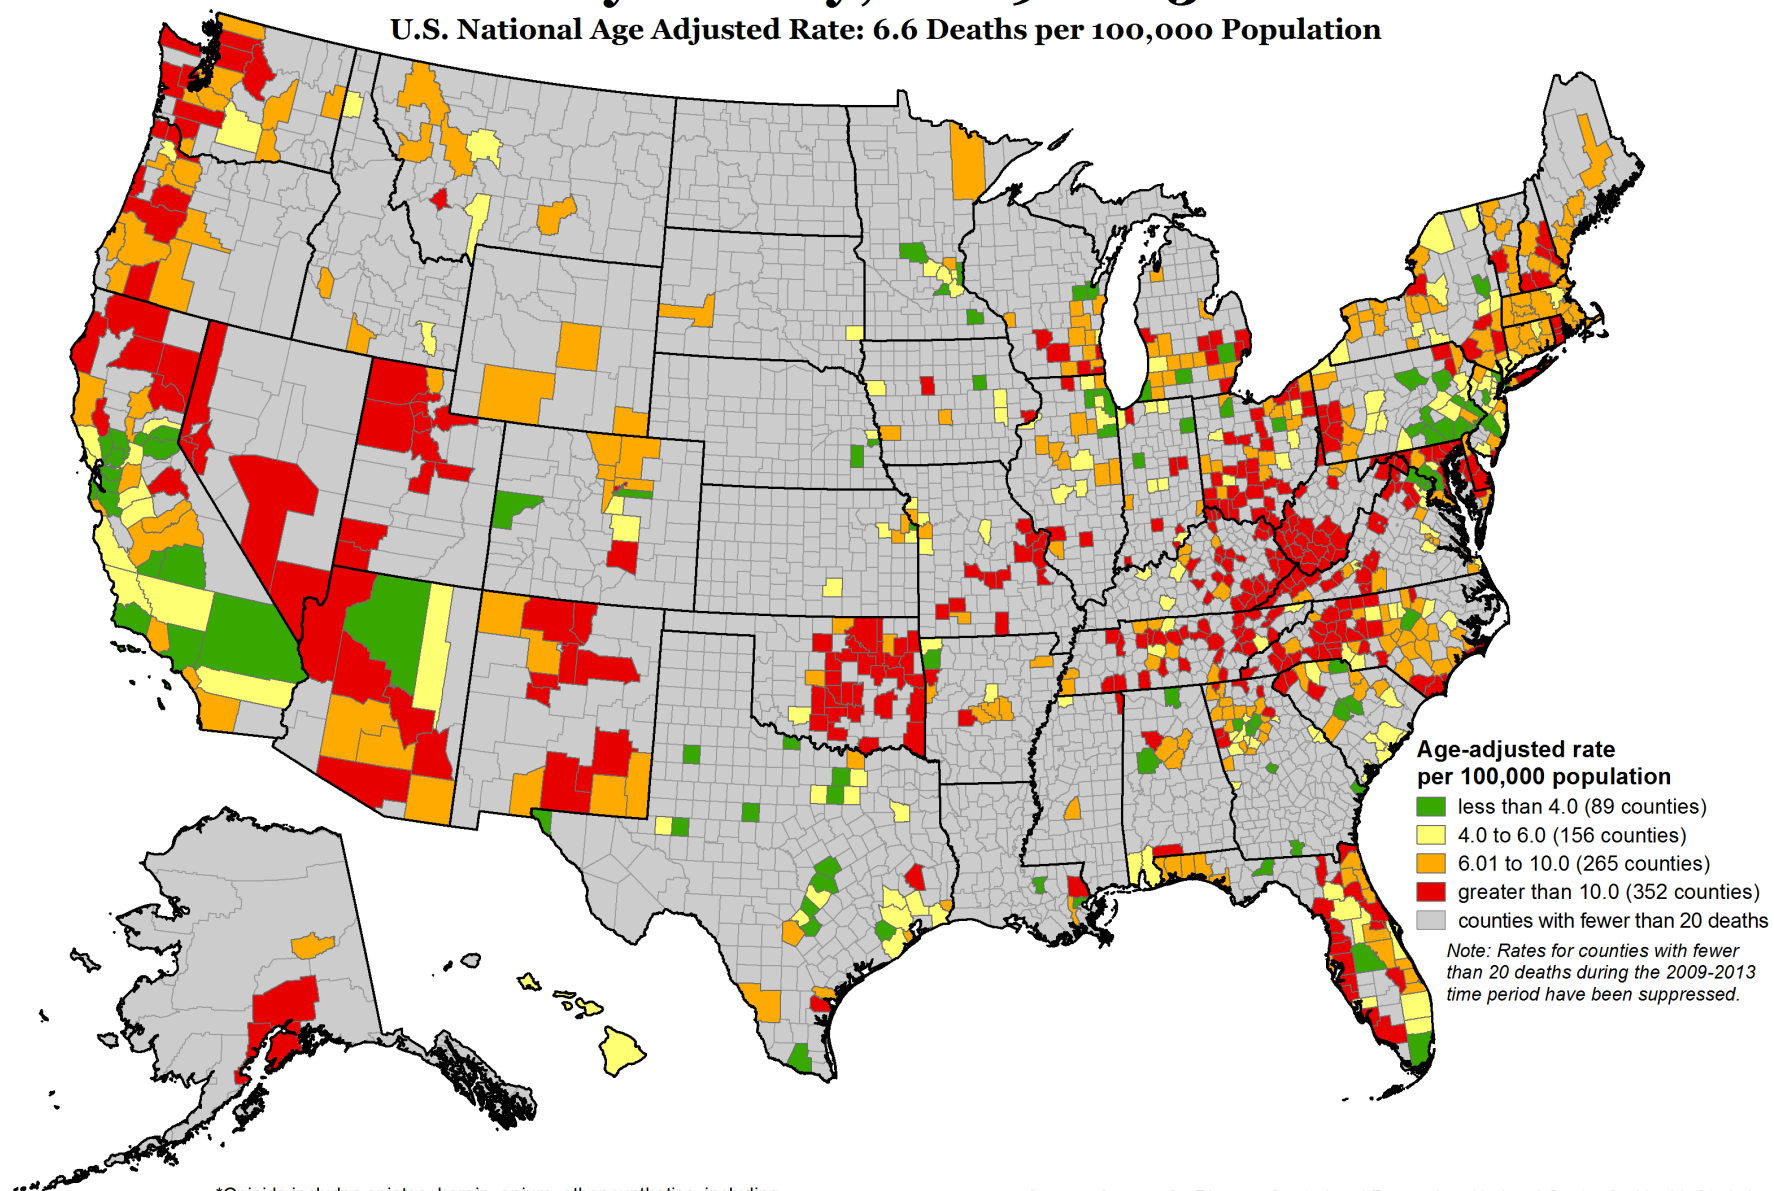 U.S. National Age Adjusted Rate: 6.6 Deaths per 100,000 Population
Age-adjusted rate
per 100,000 population
less than 4.0 (89 counties)
4.0 to 6.0 (156 counties)
6.01 to 10.0 (265 counties)
greater than 10.0 (352 counties)
counties with fewer than 20 deaths
Note: Rates for counties with fewer
than 20 deaths during the 2009-2013
time period have been suppressed.